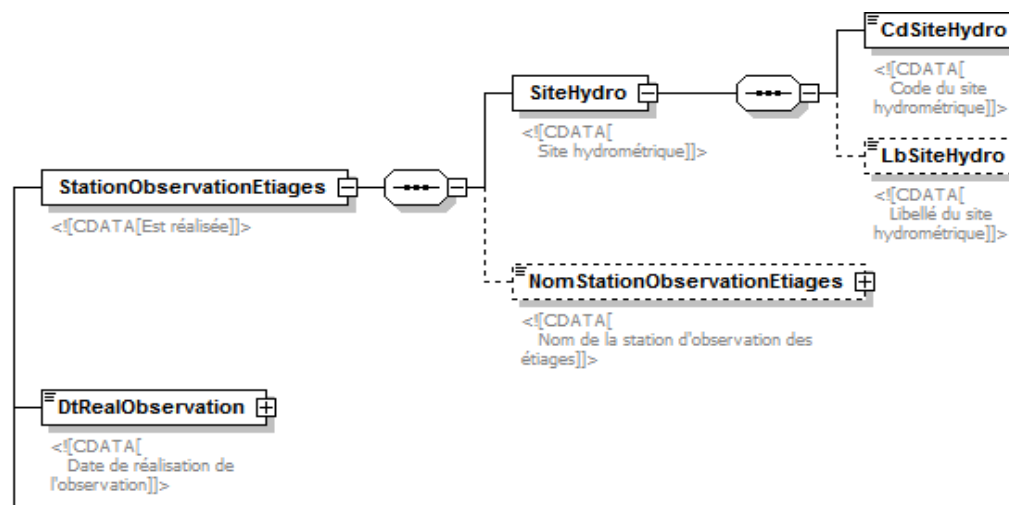 CdSiteHydro
<![CDATA[
Code du site
hydrométrique]]>
SiteHydro
<![CDATA[
Site hydrométrique]]>
LbSiteHydro
<![CDATA[
Libellé du site
hydrométrique]]>
StationObservationEtiages
<![CDATA[Est réalisée]]>
NomStationObservationEtiages
<![CDATA[
Nom de la station d'observation des
étiages]]>
DtRealObservation
<![CDATA[
Date de réalisation de
l'observation]]>